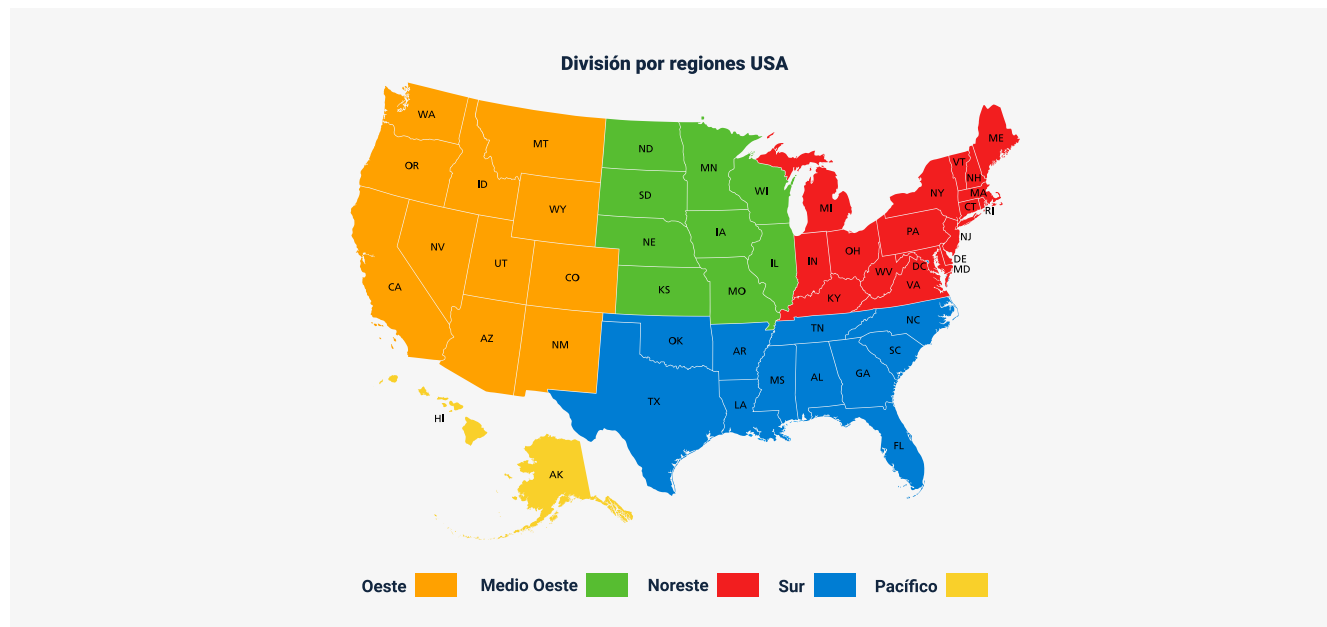 División por regiones USA
WA
MT
ME
ND
OR
MN
VT
ID
NH
WI
SD
NY
MA
WY
MI
CT
RI
IA
PA
NJ
NE
NV
OH
IN
IL
UT
DE
DC
MD
WV
CO
VA
CA
KS
MO
KY
NC
TN
AZ
OK
NM
AR
SC
GA
MS
AL
TX
LA
HI
FL
AK
Oeste
Medio Oeste
Noreste
Sur
Pacífico